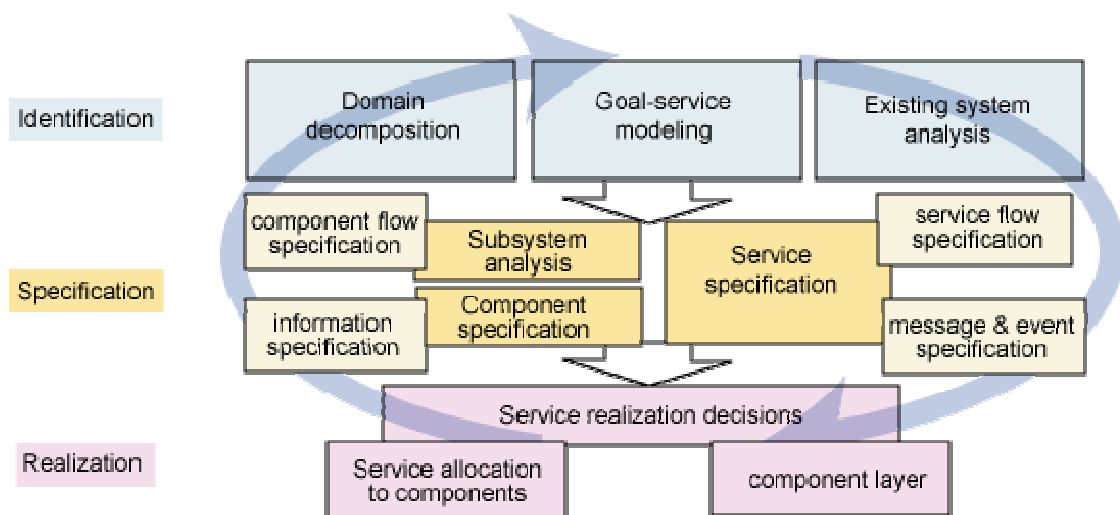 Identification
Domain
decomposition
Goal-service
modeling
Existing system
analysis
Specification
component flow
specification
Subsystem
analysis
Service
specification
service flow
specification
information
specification
Component
specification
message & event
specification
Realization
Service realization decisions
Service allocation
to components
component layer